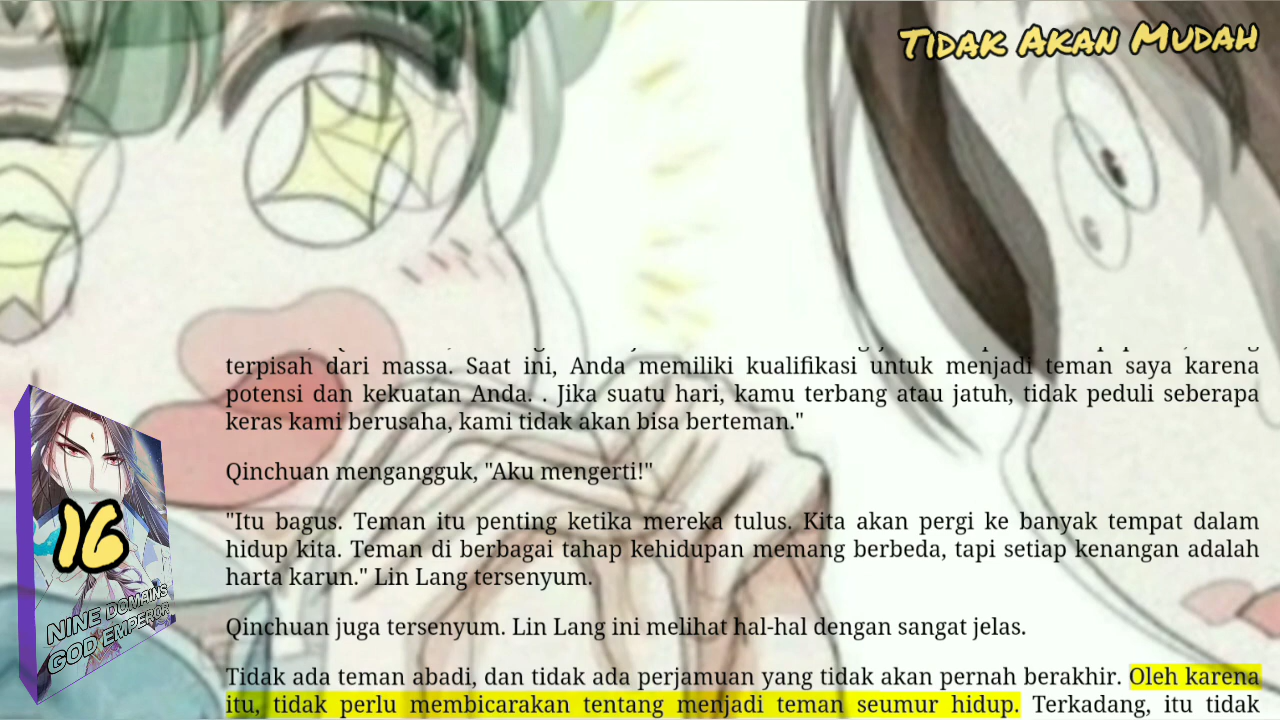 Tidak Akan Mudah
terpisah dari massa. Saat ini, Anda memiliki kualifikasi untuk menjadi teman saya karena
potensi dan kekuatan Anda. . Jika suatu hari, kamu terbang atau jatuh, tidak peduli seberapa
keras kami berusaha, kami tidak akan bisa berteman."
Qinchuan mengangguk, "Aku mengerti!"
"Itu bagus. Teman itu penting ketika mereka tulus. Kita akan pergi ke banyak tempat dalam
hidup kita. Teman di berbagai tahap kehidupan memang berbeda, tapi setiap kenangan adalah
harta karun." Lin Lang tersenyum.
Qinchuan juga tersenyum. Lin Lang ini melihat hal-hal dengan sangat jelas.
Tidak ada teman abadi, dan tidak ada perjamuan yang tidak akan pernah berakhir. Oleh karena
itu, tidak perlu membicarakan tentang menjadi teman seumur hidup. Terkadang, itu tidak
16
NINE DOMAINS
GOD EMPEROR